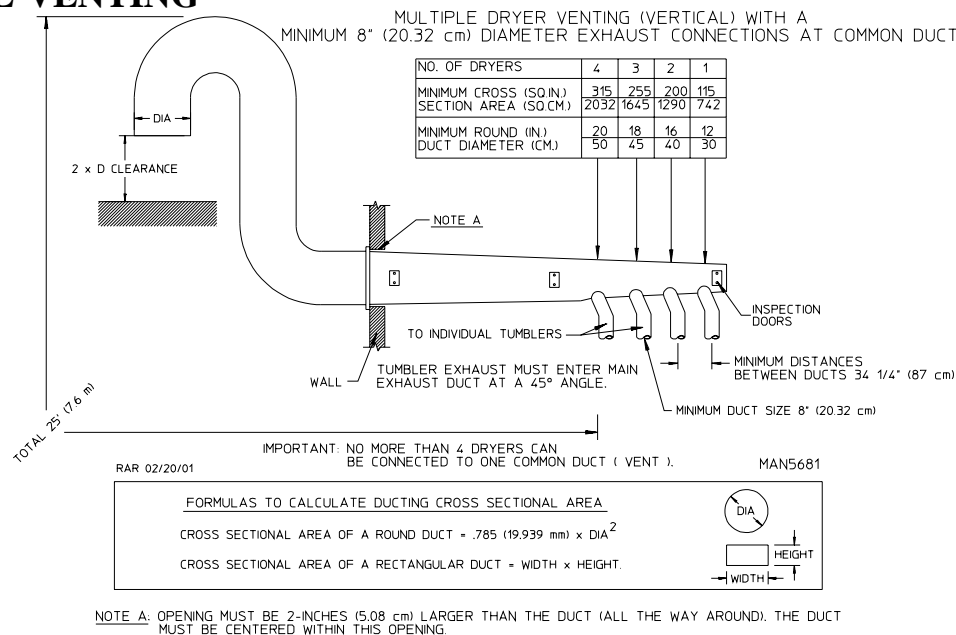 VENTING
MULTIPLE DRYER VENTING (VERTICAL) WITH A
MINIMUM 8" (20.32 cm) DIAMETER EXHAUST CONNECTIONS AT COMMON DUCT
NO. OF DRYERS 4 3 2 1
MINIMUM CROSS (SQ.IN.) 315 255 200 115
SECTION AREA (SQ.CM.) 2032 1645 1290 742
MINIMUM ROUND (IN.) 20 18 16 12
DUCT DIAMETER (CM.) 50 45 40 30
DIA
2 x D CLEARANCE
NOTE A
INSPECTION
DOORS
TO INDIVIDUAL TUMBLERS
MINIMUM DISTANCES
BETWEEN DUCTS 34 1/4" (87 cm)
WALL
TUMBLER EXHAUST MUST ENTER MAIN
EXHAUST DUCT AT A 45° ANGLE.
MINIMUM DUCT SIZE 8" (20.32 cm)
TOTAL 25' (7.6 m)
IMPORTANT: NO MORE THAN 4 DRYERS CAN
BE CONNECTED TO ONE COMMON DUCT ( VENT ).
RAR 02/20/01
MAN5681
FORMULAS TO CALCULATE DUCTING CROSS SECTIONAL AREA
CROSS SECTIONAL AREA OF A ROUND DUCT = .785 (19.939 mm) x DIA²
CROSS SECTIONAL AREA OF A RECTANGULAR DUCT = WIDTH x HEIGHT.
DIA
HEIGHT
WIDTH
NOTE A: OPENING MUST BE 2-INCHES (5.08 cm) LARGER THAN THE DUCT (ALL THE WAY AROUND). THE DUCT
MUST BE CENTERED WITHIN THIS OPENING.